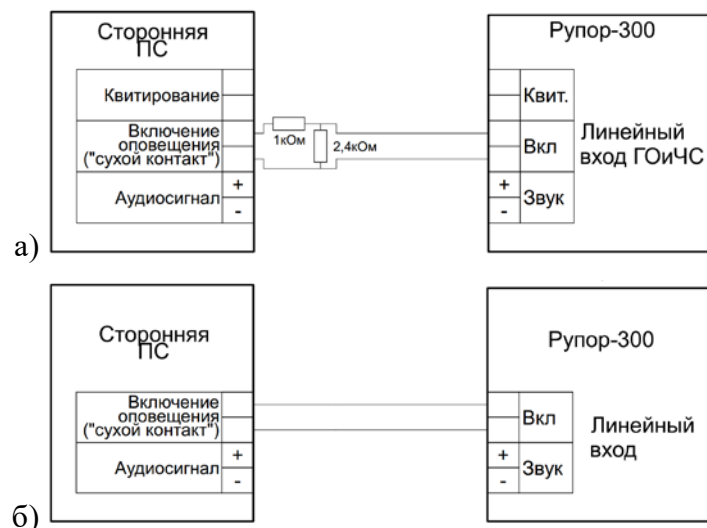 Сторонняя
ПС
Рупор-300
Квитирование
Квит.
Включение
оповещения
("сухой контакт")
1кОм
2,4кОм
Вкл
Линейный
вход ГОиЧС
Аудиосигнал
+
-
+
-
Звук
а)
Сторонняя
ПС
Рупор-300
Включение
оповещения
("сухой контакт")
Вкл
Линейный
вход
Аудиосигнал
+
-
+
-
Звук
б)